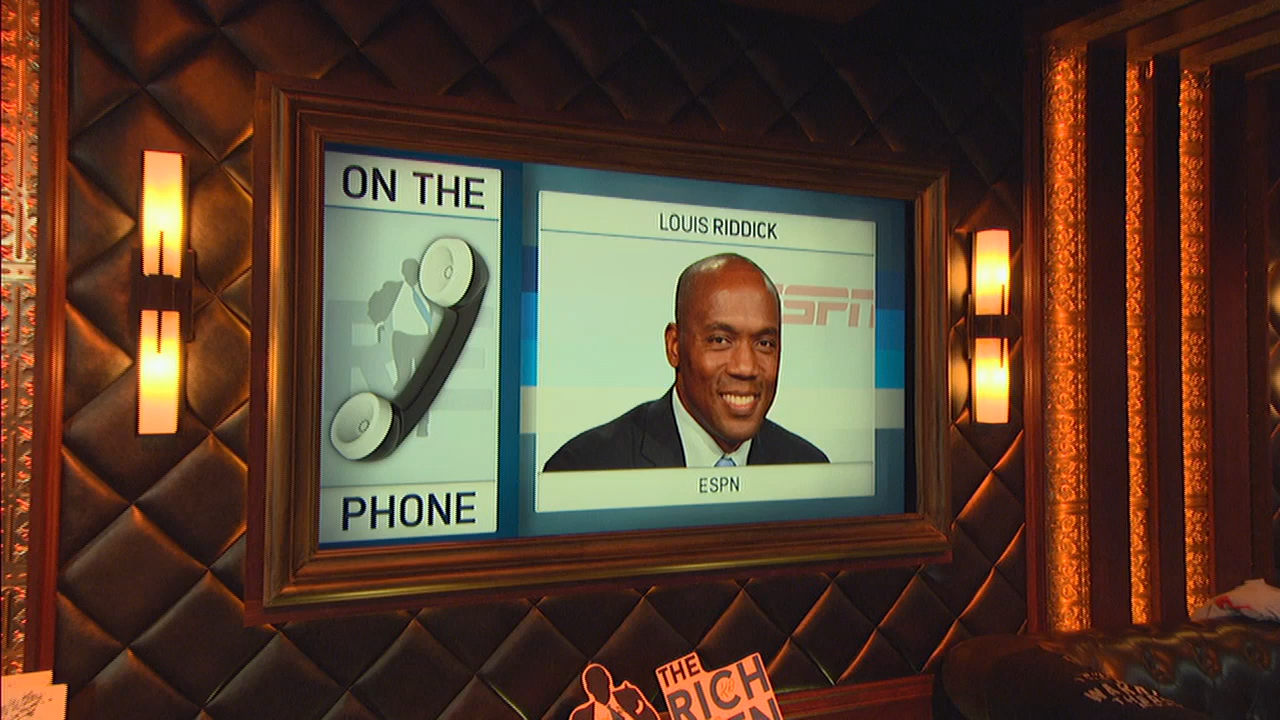 ON THE
PHONE
LOUIS RIDDICK
ESPN
ESPN
THE
RICH